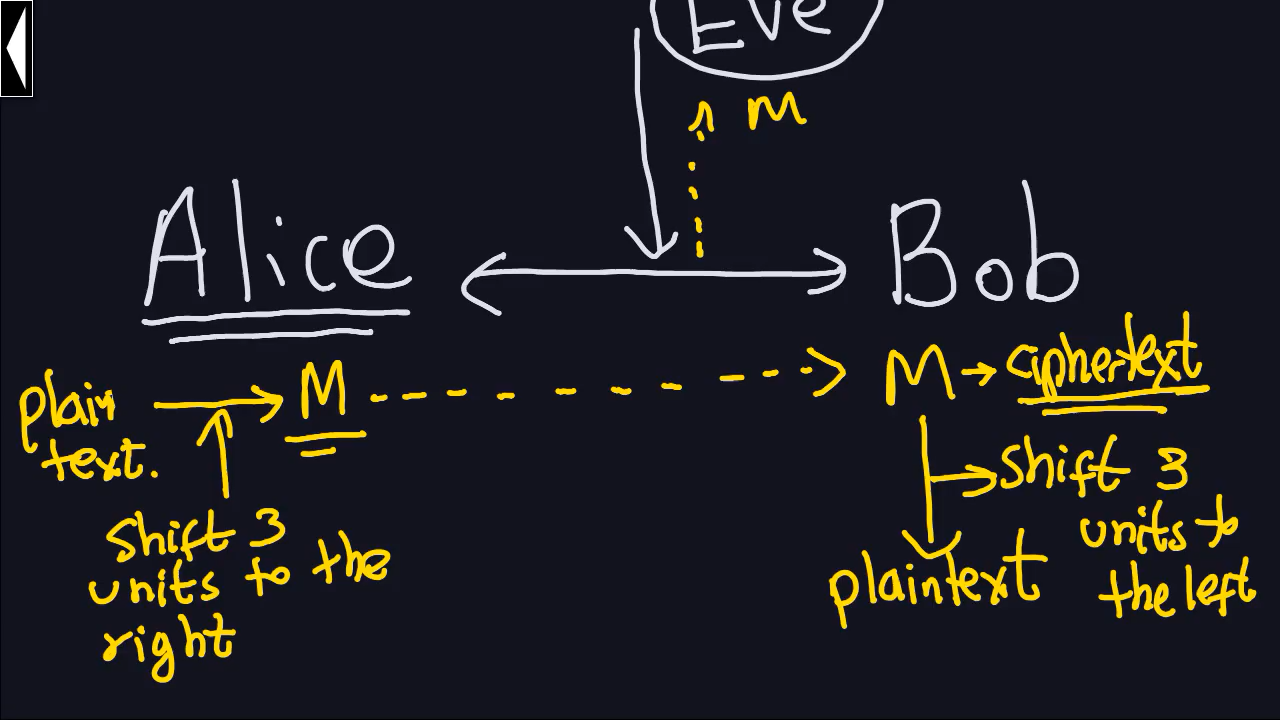 Eve
M
Alice
Bob
plain
text.
M
M → ciphertext
shift 3
units to the
right
shift 3
units to
the left
plaintext